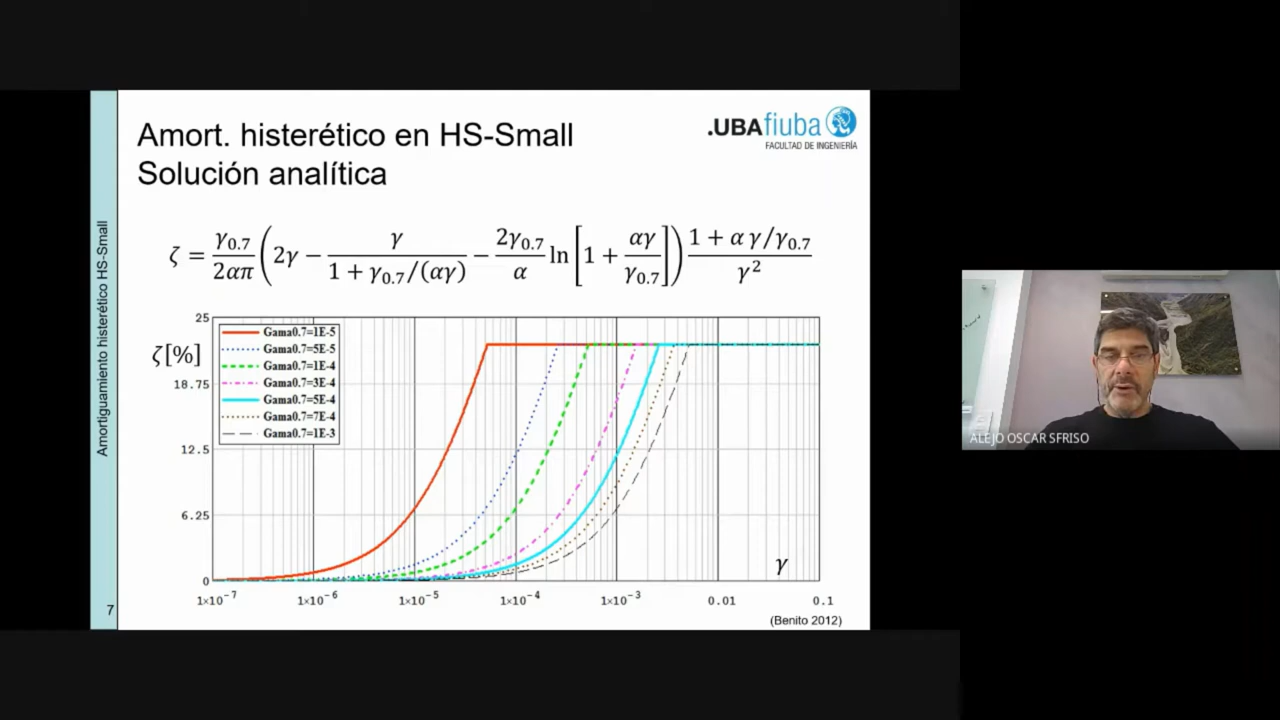 Amort. histerético en HS-Small
Solución analítica
.UBAfiuba
FACULTAD DE INGENIERÍA
Amortiguamiento histerético HS-Small
ζ = γ₀.₇/(2απ) (2γ − γ/(1 + γ₀.₇/(αγ)) − 2γ₀.₇/α ln[1 + αγ/γ₀.₇]) (1 + α γ/γ₀.₇)/γ²
ζ[%]
25
18.75
12.5
6.25
0
Gama0.7=1E-5
Gama0.7=5E-5
Gama0.7=1E-4
Gama0.7=3E-4
Gama0.7=5E-4
Gama0.7=7E-4
Gama0.7=1E-3
γ
1×10⁻⁷ 1×10⁻⁶ 1×10⁻⁵ 1×10⁻⁴ 1×10⁻³ 0.01 0.1
7
(Benito 2012)
ALEJO OSCAR SFRISO